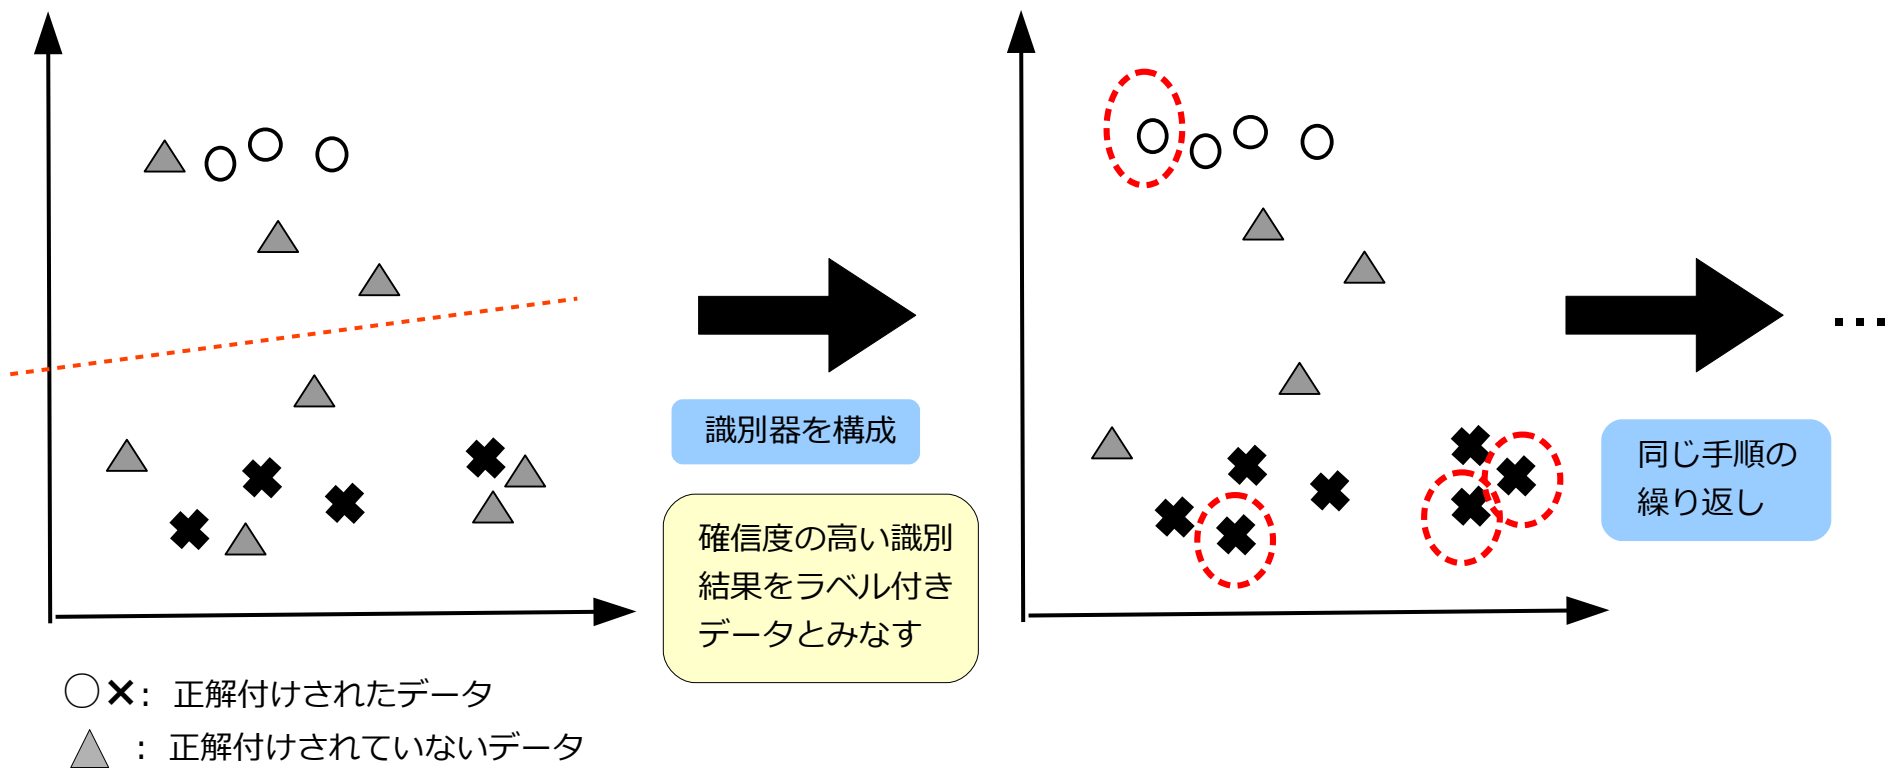 識別器を構成
確信度の高い識別
結果をラベル付き
データとみなす
…
同じ手順の
繰り返し
○×: 正解付けされたデータ
△ : 正解付けされていないデータ